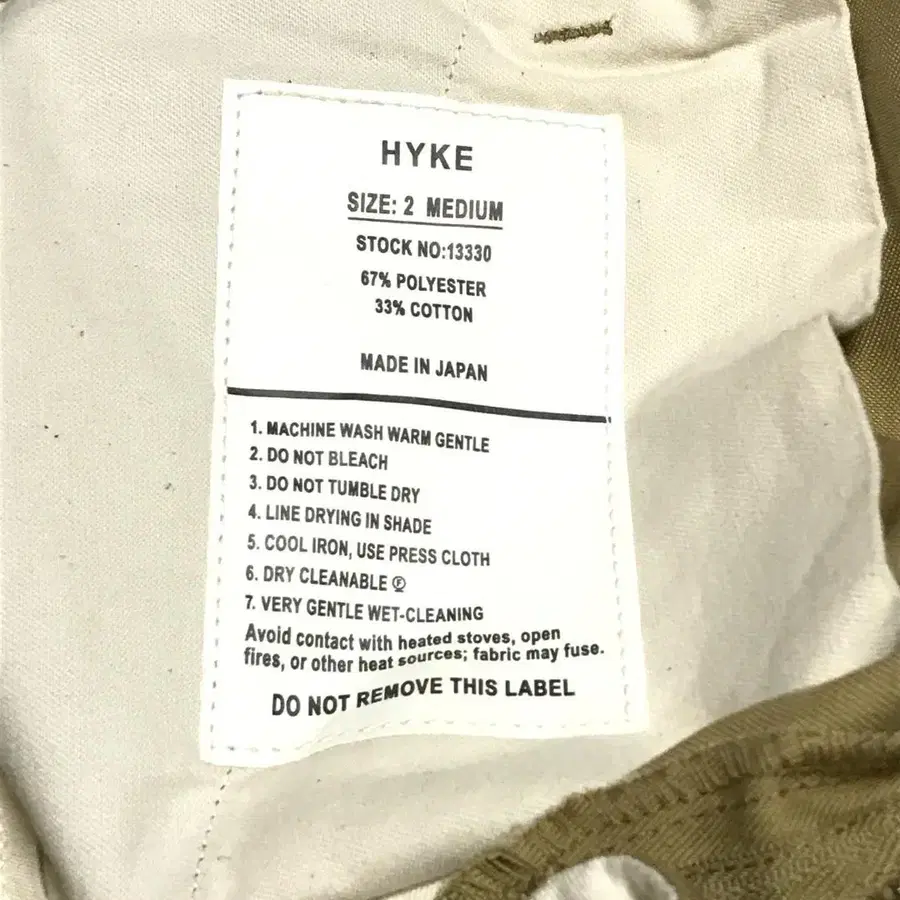 HYKE
SIZE: 2 MEDIUM
STOCK NO:13330
67% POLYESTER
33% COTTON
MADE IN JAPAN
1. MACHINE WASH WARM GENTLE
2. DO NOT BLEACH
3. DO NOT TUMBLE DRY
4. LINE DRYING IN SHADE
5. COOL IRON, USE PRESS CLOTH
6. DRY CLEANABLE Ⓕ
7. VERY GENTLE WET-CLEANING
Avoid contact with heated stoves, open
fires, or other heat sources; fabric may fuse.
DO NOT REMOVE THIS LABEL